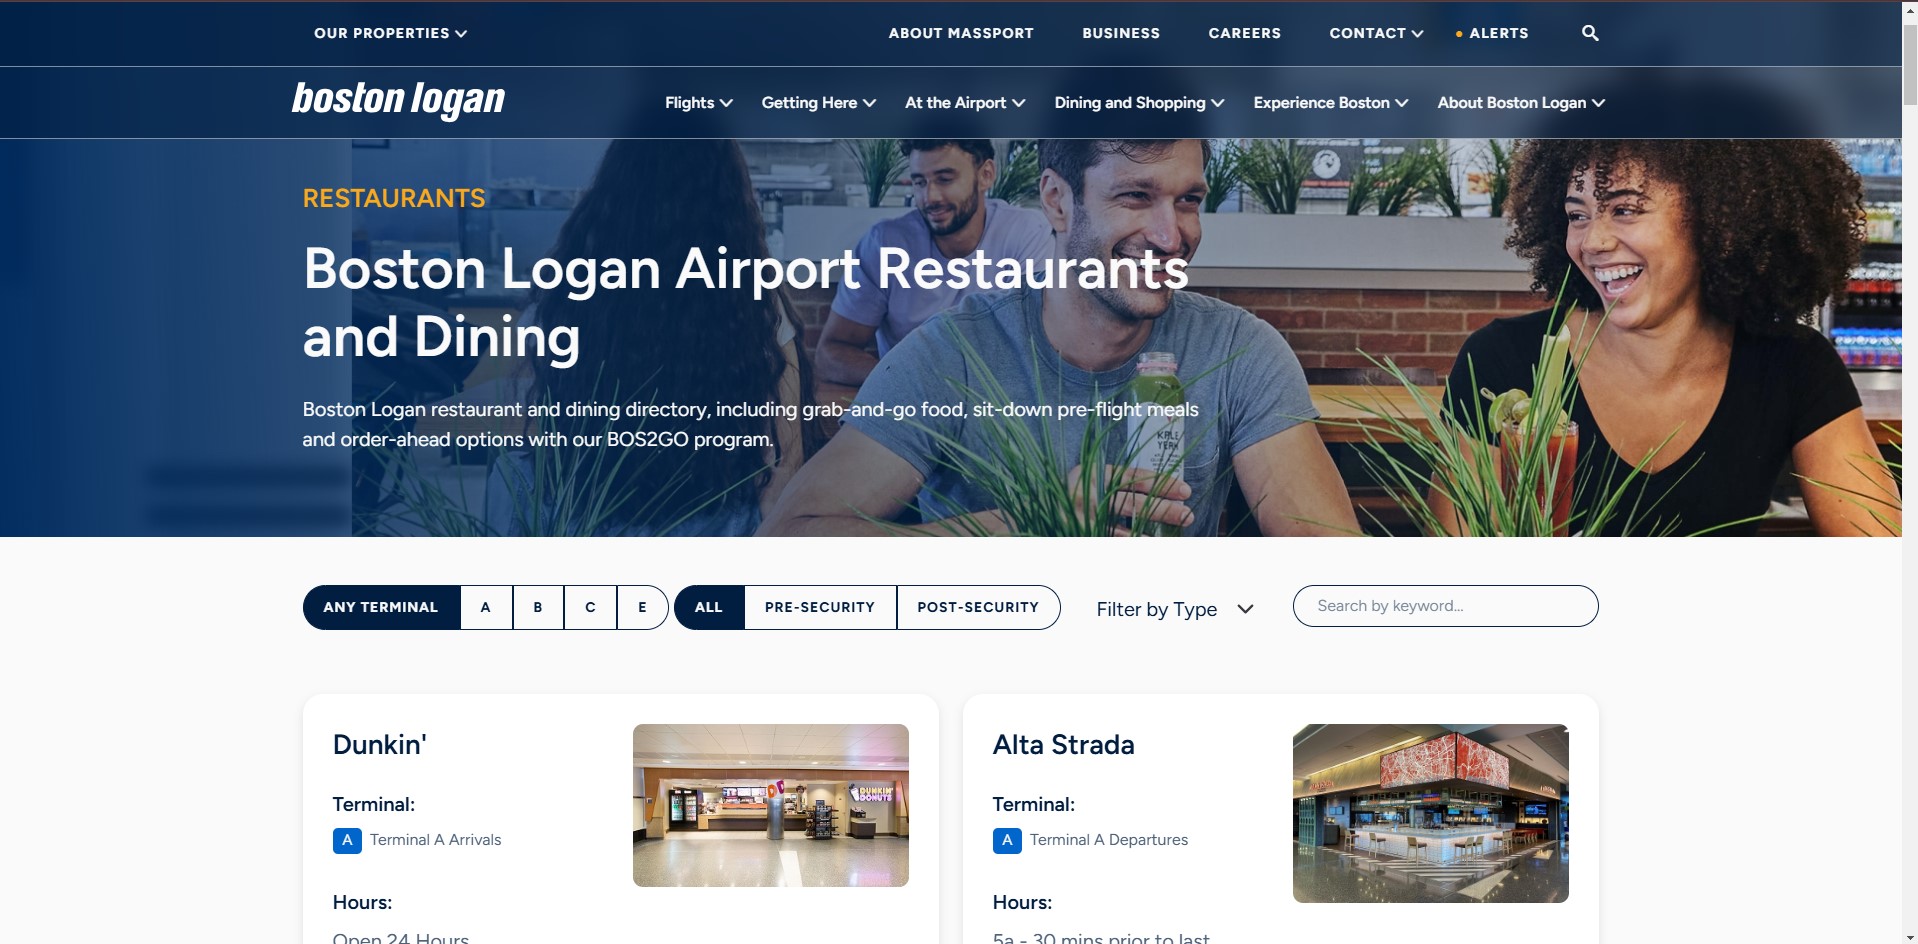 OUR PROPERTIES
ABOUT MASSPORT
BUSINESS
CAREERS
CONTACT
ALERTS
boston logan
Flights
Getting Here
At the Airport
Dining and Shopping
Experience Boston
About Boston Logan
RESTAURANTS
Boston Logan Airport Restaurants
and Dining
Boston Logan restaurant and dining directory, including grab-and-go food, sit-down pre-flight meals
and order-ahead options with our BOS2GO program.
ANY TERMINAL
A
B
C
E
ALL
PRE-SECURITY
POST-SECURITY
Filter by Type
Search by keyword...
Dunkin'
Terminal:
A Terminal A Arrivals
Hours:
Open 24 Hours
DUNKIN'
DONUTS
Alta Strada
Terminal:
A Terminal A Departures
Hours:
5a - 30 mins prior to last